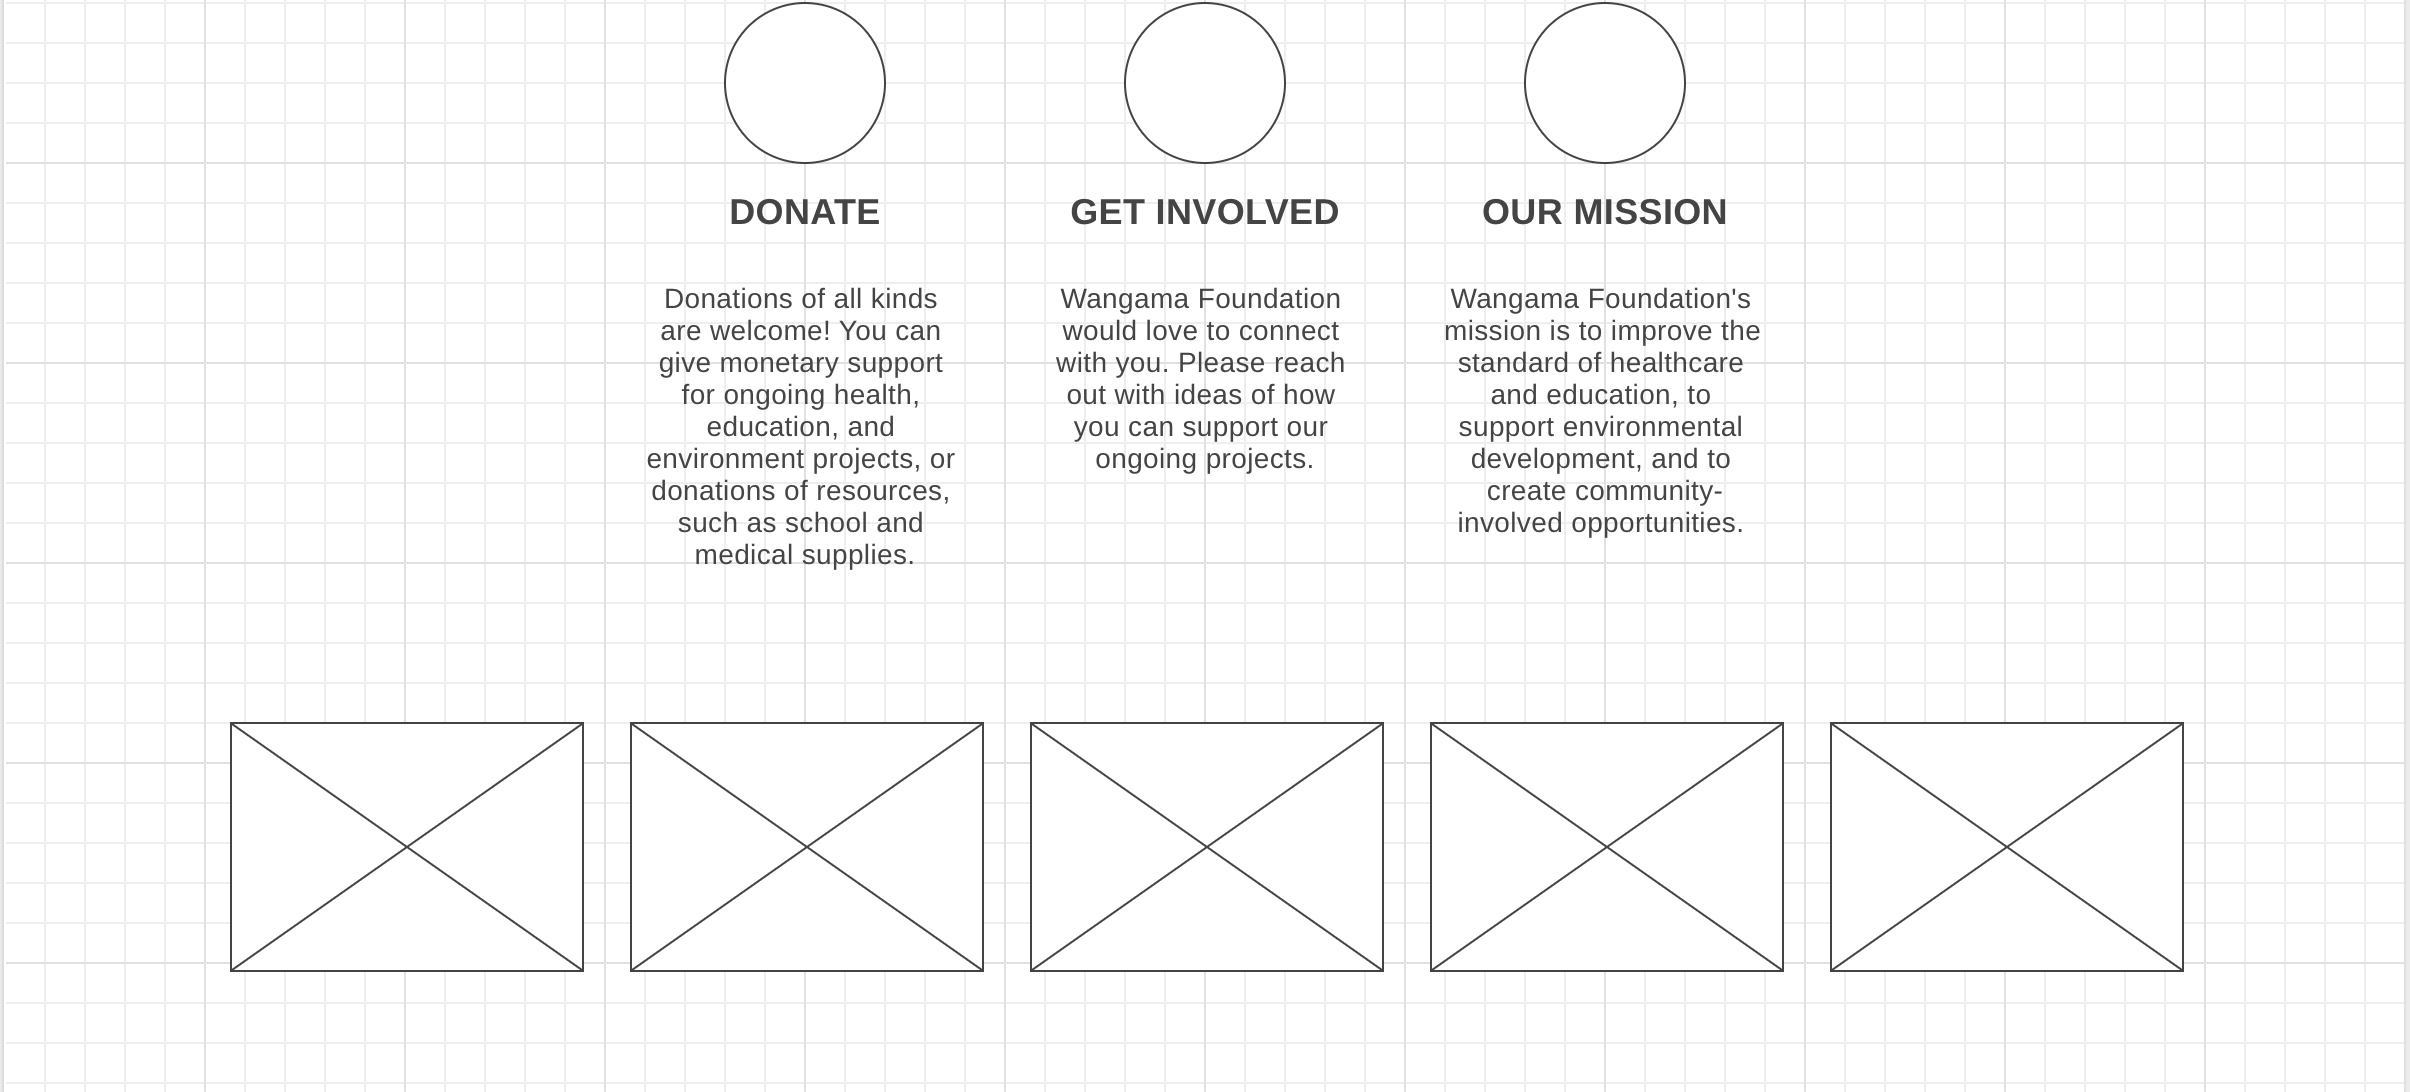 DONATE
GET INVOLVED
OUR MISSION
Donations of all kinds
are welcome! You can
give monetary support
for ongoing health,
education, and
environment projects, or
donations of resources,
such as school and
medical supplies.
Wangama Foundation
would love to connect
with you. Please reach
out with ideas of how
you can support our
ongoing projects.
Wangama Foundation's
mission is to improve the
standard of healthcare
and education, to
support environmental
development, and to
create community-
involved opportunities.